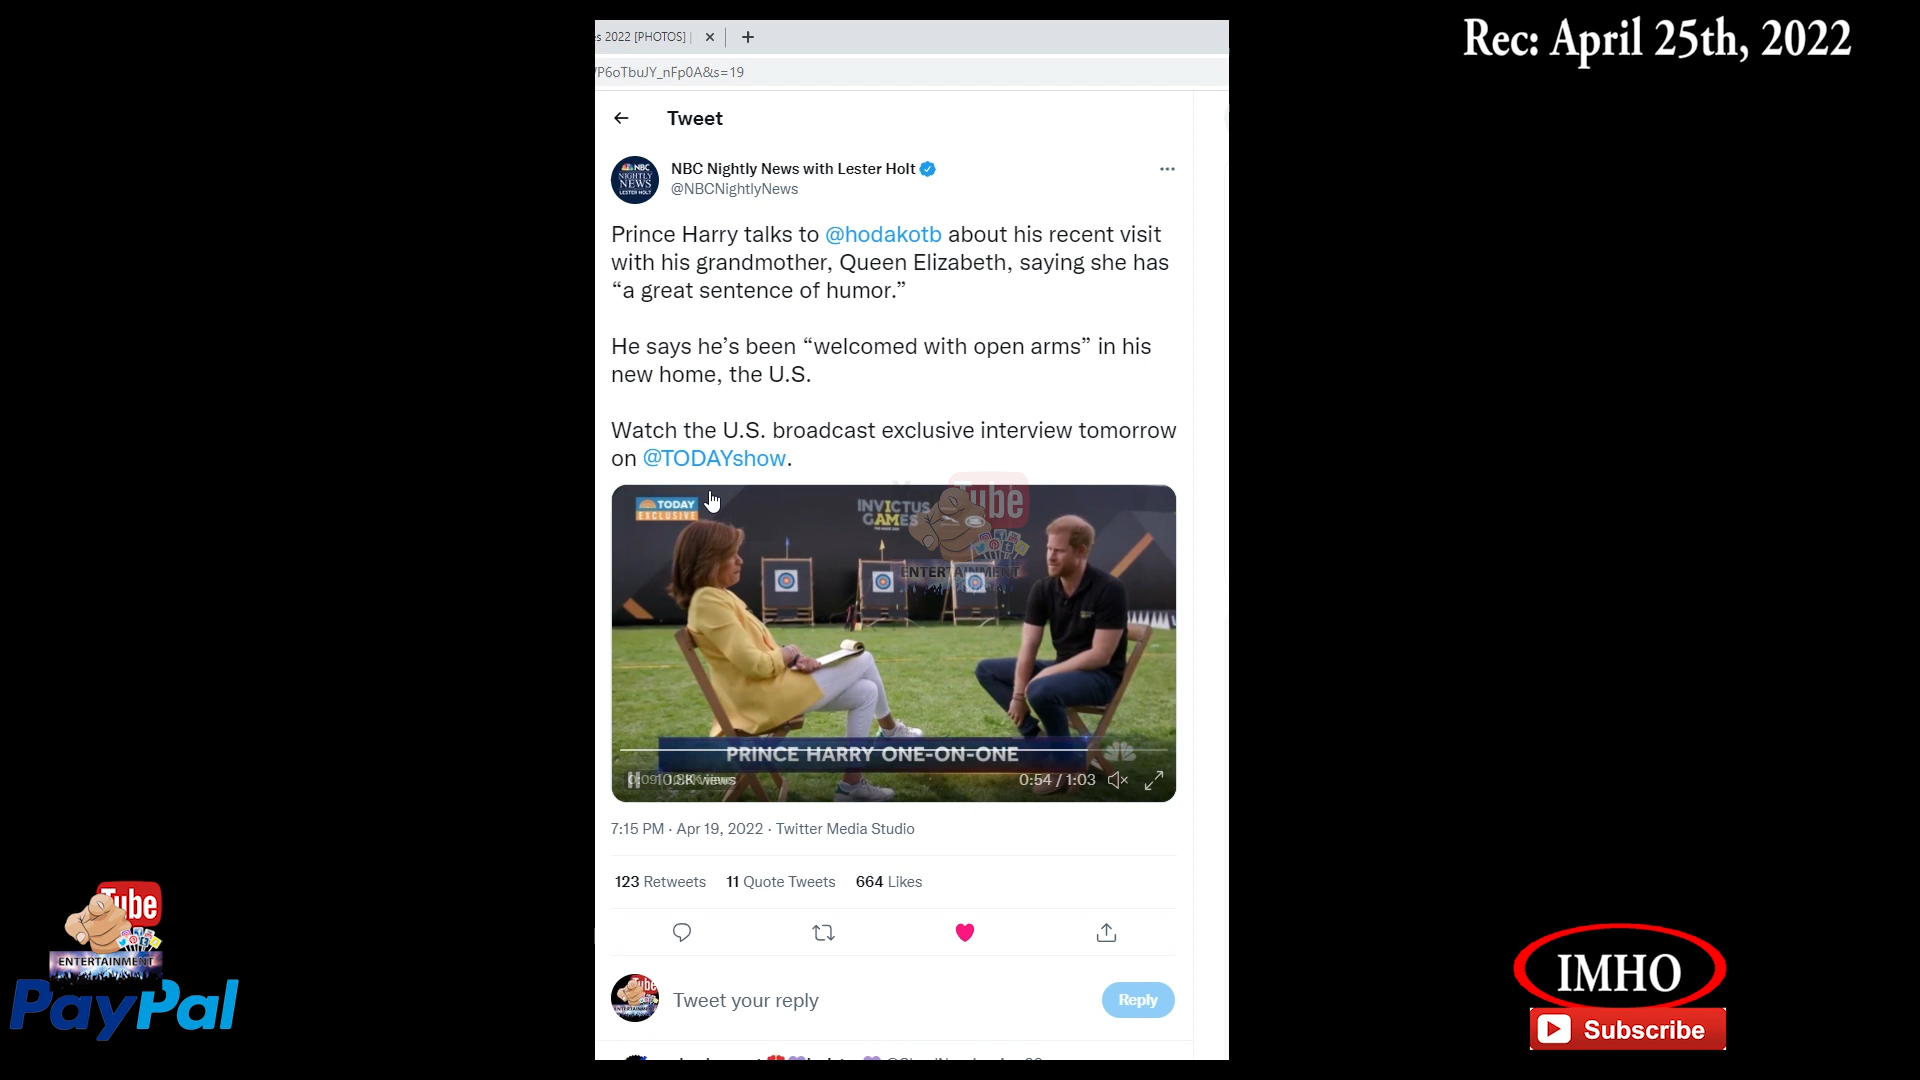 Rec: April 25th, 2022
s 2022 [PHOTOS] |
/P6oTbuJY_nFp0A&s=19
Tweet
NBC Nightly News with Lester Holt
@NBCNightlyNews
NBC
NIGHTLY
NEWS
LESTER HOLT
Prince Harry talks to @hodakotb about his recent visit
with his grandmother, Queen Elizabeth, saying she has
“a great sentence of humor.”
He says he’s been “welcomed with open arms” in his
new home, the U.S.
Watch the U.S. broadcast exclusive interview tomorrow
on @TODAYshow.
TODAY
EXCLUSIVE
INVICTUS
GAMES
Tube
ENTERTAINMENT
PRINCE HARRY ONE-ON-ONE
0:54 / 1:03
7:15 PM · Apr 19, 2022 · Twitter Media Studio
123 Retweets 11 Quote Tweets 664 Likes
Tweet your reply
Reply
Tube
ENTERTAINMENT
PayPal
IMHO
Subscribe